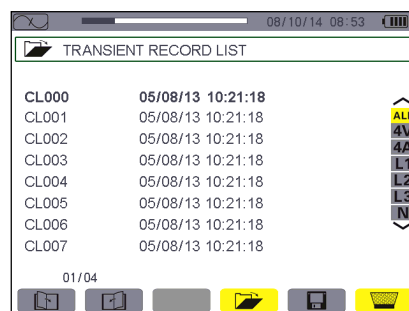 08/10/14 08:53
TRANSIENT RECORD LIST
CL000 05/08/13 10:21:18
CL001 05/08/13 10:21:18
CL002 05/08/13 10:21:18
CL003 05/08/13 10:21:18
CL004 05/08/13 10:21:18
CL005 05/08/13 10:21:18
CL006 05/08/13 10:21:18
CL007 05/08/13 10:21:18
ALL
4V
4A
L1
L2
L3
N
01/04